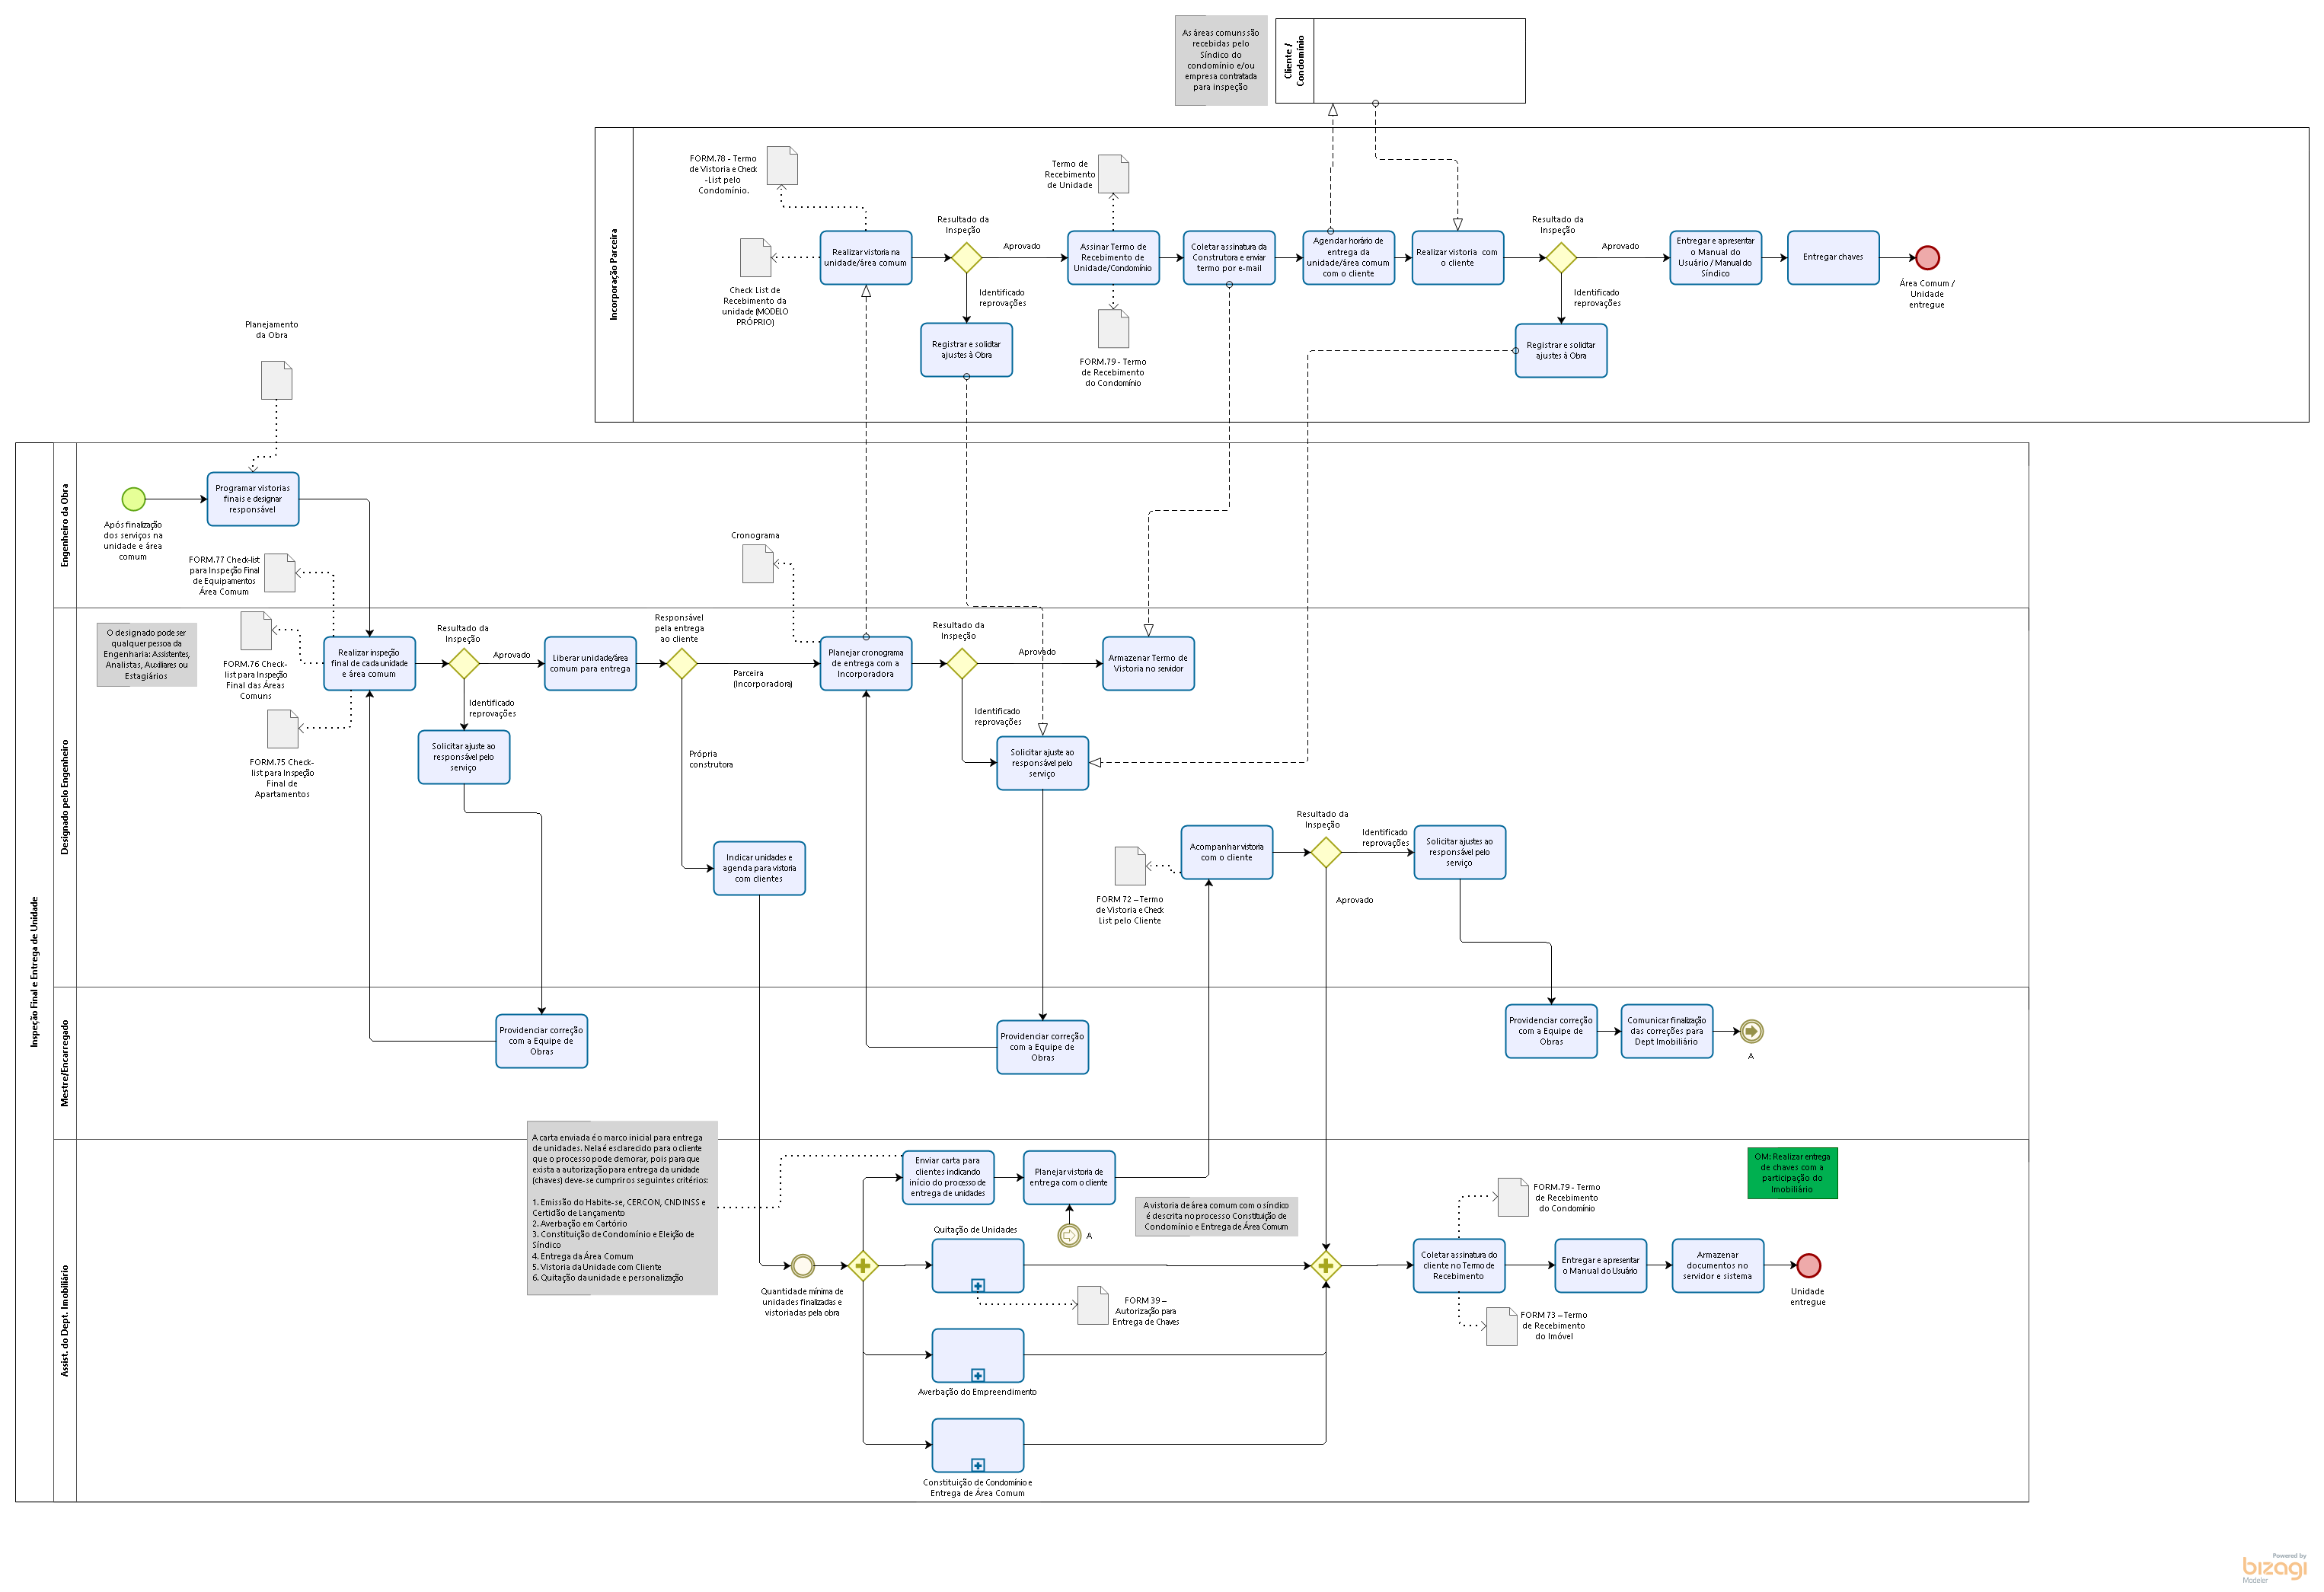 As áreas comuns são
recebidas pelo
Síndico do
condomínio e/ou
empresa contratada
para inspeção
Cliente /
Condomínio
Incorporação Parceira
FORM.78 - Termo
de Vistoria e Check
-List pelo
Condomínio.
Termo de
Recebimento
de Unidade
Check List de
Recebimento da
unidade (MODELO
PRÓPRIO)
Realizar vistoria na
unidade/área comum
Resultado da
Inspeção
Aprovado
Identificado
reprovações
Registrar e solicitar
ajustes à Obra
Assinar Termo de
Recebimento de
Unidade/Condomínio
FORM.79 - Termo
de Recebimento
do Condomínio
Coletar assinatura da
Construtora e enviar
termo por e-mail
Agendar horário de
entrega da
unidade/área comum
com o cliente
Realizar vistoria com
o cliente
Resultado da
Inspeção
Aprovado
Identificado
reprovações
Registrar e solicitar
ajustes à Obra
Entregar e apresentar
o Manual do
Usuário / Manual do
Síndico
Entregar chaves
Área Comum /
Unidade
entregue
Inspeção Final e Entrega de Unidade
Engenheiro da Obra
Planejamento
da Obra
Após finalização
dos serviços na
unidade e área
comum
Programar vistorias
finais e designar
responsável
FORM.77 Check-list
para Inspeção Final
de Equipamentos
Área Comum
Cronograma
Designado pelo Engenheiro
O designado pode ser
qualquer pessoa da
Engenharia: Assistentes,
Analistas, Auxiliares ou
Estagiários
FORM.76 Check-
list para Inspeção
Final das Áreas
Comuns
FORM.75 Check-
list para Inspeção
Final de
Apartamentos
Realizar inspeção
final de cada unidade
e área comum
Resultado da
Inspeção
Aprovado
Identificado
reprovações
Solicitar ajuste ao
responsável pelo
serviço
Liberar unidade/área
comum para entrega
Responsável
pela entrega
ao cliente
Parceira
(Incorporadora)
Própria
construtora
Indicar unidades e
agenda para vistoria
com clientes
Planejar cronograma
de entrega com a
Incorporadora
Resultado da
Inspeção
Aprovado
Identificado
reprovações
Solicitar ajuste ao
responsável pelo
serviço
Armazenar Termo de
Vistoria no servidor
FORM 72 – Termo
de Vistoria e Check
List pelo Cliente
Acompanhar vistoria
com o cliente
Resultado da
Inspeção
Identificado
reprovações
Aprovado
Solicitar ajustes ao
responsável pelo
serviço
Mestre/Encarregado
Providenciar correção
com a Equipe de
Obras
Providenciar correção
com a Equipe de
Obras
Providenciar correção
com a Equipe de
Obras
Comunicar finalização
das correções para
Dept Imobiliário
A
Assist. do Dept. Imobiliário
A carta enviada é o marco inicial para entrega
de unidades. Nela é esclarecido para o cliente
que o processo pode demorar, pois para que
exista a autorização para entrega da unidade
(chaves) deve-se cumprir os seguintes critérios:
1. Emissão do Habite-se, CERCON, CNDINSS e
Certidão de Lançamento
2. Averbação em Cartório
3. Constituição de Condomínio e Eleição de
Síndico
4. Entrega da Área Comum
5. Vistoria da Unidade com Cliente
6. Quitação da unidade e personalização
Quantidade mínima de
unidades finalizadas e
vistoriadas pela obra
Enviar carta para
clientes indicando
início do processo de
entrega de unidades
Planejar vistoria de
entrega com o cliente
A
Quitação de Unidades
FORM 39 –
Autorização para
Entrega de Chaves
Averbação do Empreendimento
Constituição de Condomínio e
Entrega de Área Comum
A vistoria de área comum com o síndico
é descrita no processo Constituição de
Condomínio e Entrega de Área Comum
Coletar assinatura do
cliente no Termo de
Recebimento
FORM.79 - Termo
de Recebimento
do Condomínio
FORM 73 – Termo
de Recebimento
do Imóvel
Entregar e apresentar
o Manual do Usuário
Armazenar
documentos no
servidor e sistema
Unidade
entregue
OM: Realizar entrega
de chaves com a
participação do
Imobiliário
Powered by
bizagi
Modeler